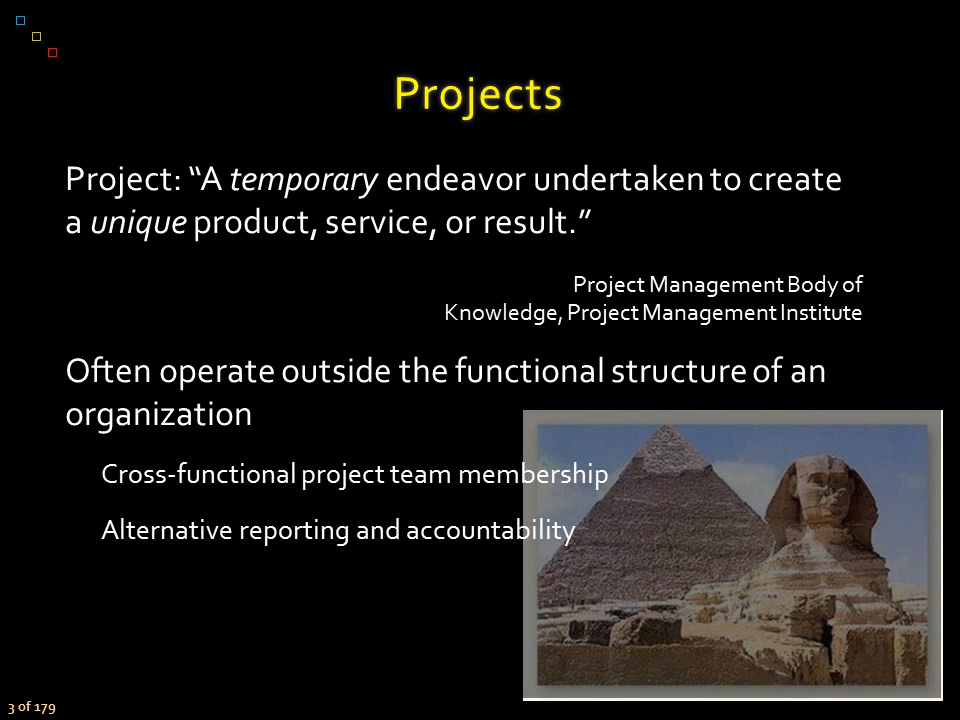 Projects
Project: “A temporary endeavor undertaken to create
a unique product, service, or result.”
Project Management Body of
Knowledge, Project Management Institute
Often operate outside the functional structure of an
organization
Cross-functional project team membership
Alternative reporting and accountability
3 of 179